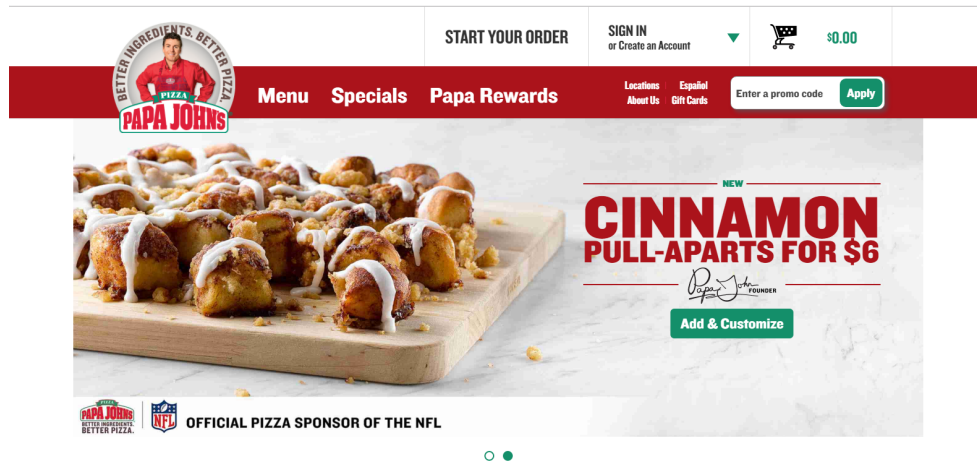 START YOUR ORDER
SIGN IN
or Create an Account
$0.00
BETTER INGREDIENTS. BETTER PIZZA.
PIZZA
PAPA JOHNS
Menu
Specials
Papa Rewards
Locations
Español
About Us
Gift Cards
Enter a promo code
Apply
NEW
CINNAMON
PULL-APARTS FOR $6
Papa John
FOUNDER
Add & Customize
PIZZA
PAPA JOHNS
BETTER INGREDIENTS.
BETTER PIZZA.
NFL
OFFICIAL PIZZA SPONSOR OF THE NFL